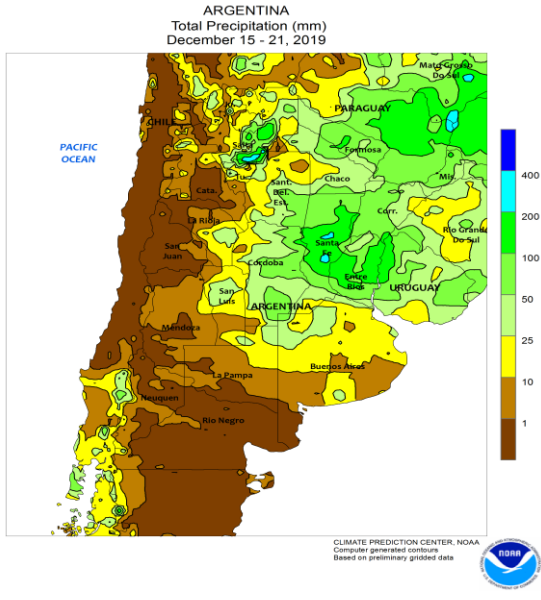 ARGENTINA
Total Precipitation (mm)
December 15 - 21, 2019
Mato Grosso
Do Sul
PARAGUAY
CHILE
PACIFIC
OCEAN
Salta
Formosa
Chaco
Mis.
Tuc.
Sant.
Del.
Est.
Cata.
Corr.
La Rioja
Rio Grande
Do Sul
Santa
Fe
San
Juan
Cordoba
Entre
Rios
URUGUAY
San
Luis
ARGENTINA
Mendoza
Buenos Aires
La Pampa
Neuquen
Rio Negro
400
200
100
50
25
10
1
CLIMATE PREDICTION CENTER, NOAA
Computer generated contours
Based on preliminary gridded data
NOAA